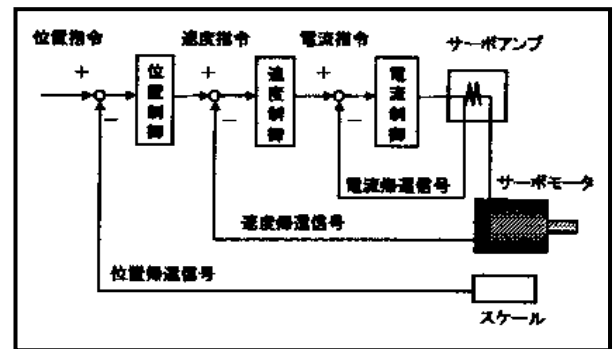 位置指令
速度指令
電流指令
サーボアンプ
+
+
+
位置制御
速度制御
電流制御
−
−
−
電流帰還信号
サーボモータ
速度帰還信号
位置帰還信号
スケール